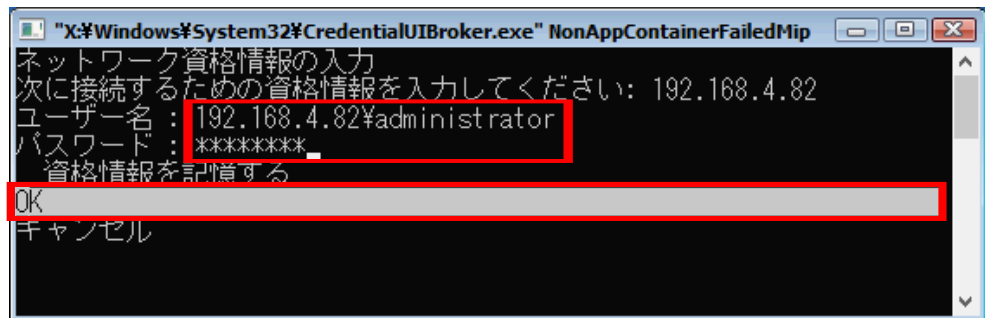 "X:¥Windows¥System32¥CredentialUIBroker.exe" NonAppContainerFailedMip
ネットワーク資格情報の入力
次に接続するための資格情報を入力してください: 192.168.4.82
ユーザー名 : 192.168.4.82¥administrator
パスワード : ********_
資格情報を記憶する
OK
キャンセル